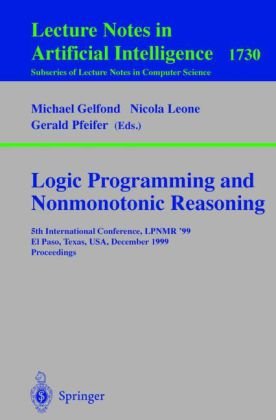 Lecture Notes in
Artificial Intelligence 1730
Subseries of Lecture Notes in Computer Science
Michael Gelfond Nicola Leone
Gerald Pfeifer (Eds.)
Logic Programming and
Nonmonotonic Reasoning
5th International Conference, LPNMR '99
El Paso, Texas, USA, December 1999
Proceedings
Springer